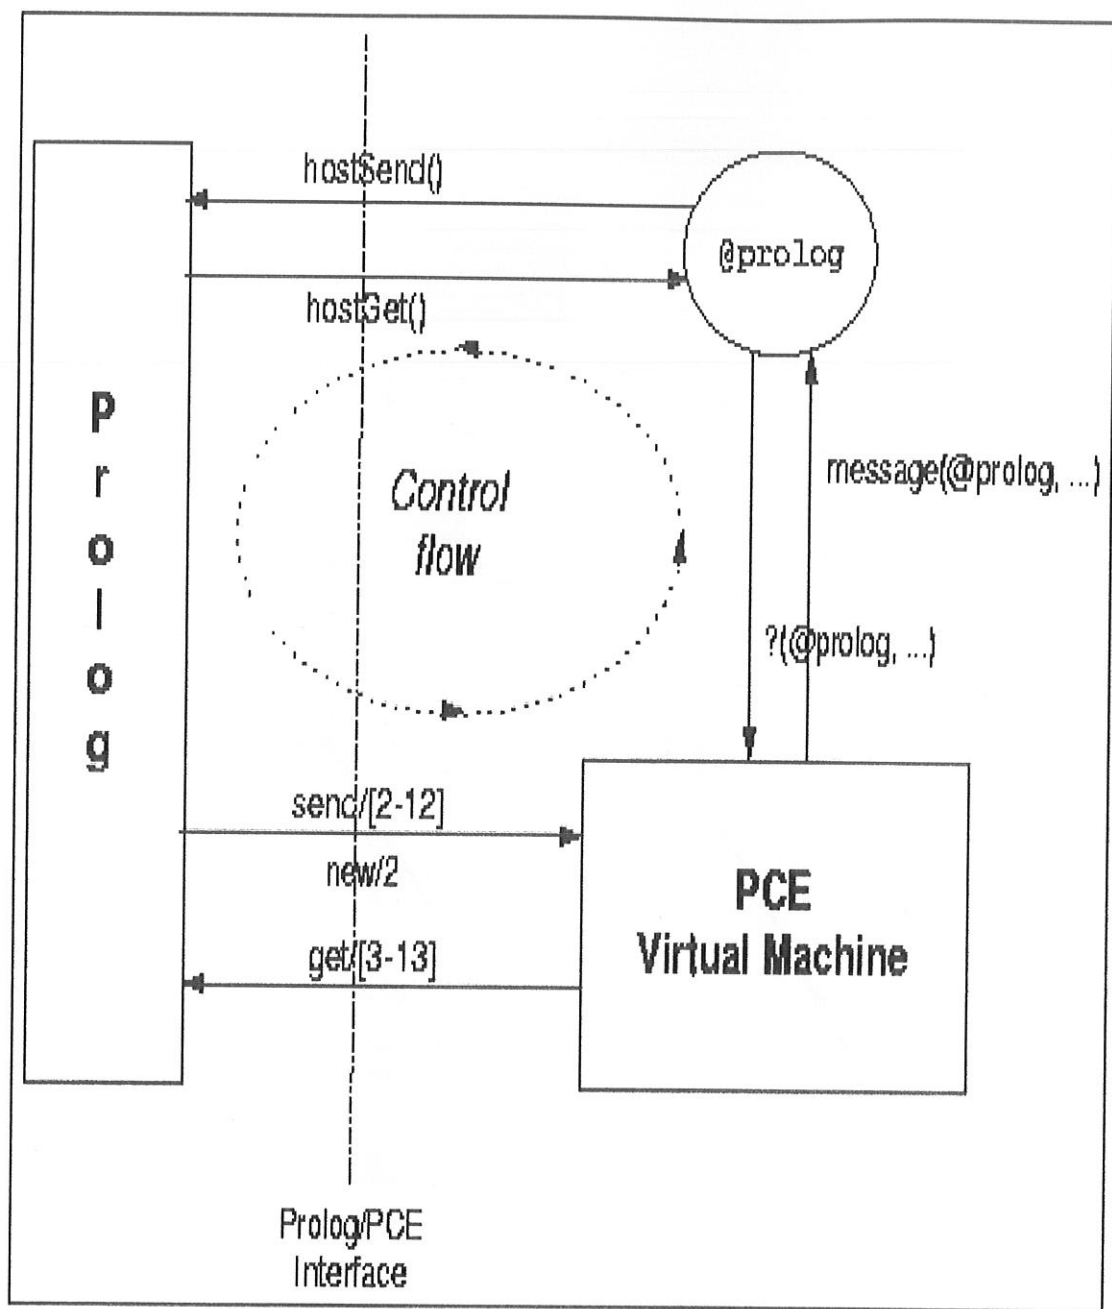 hostSend()
@prolog
hostGet()
Prolog
Control
flow
message(@prolog, ...)
?(@prolog, ...)
send/[2-12]
new/2
PCE
Virtual Machine
get/[3-13]
Prolog/PCE
Interface